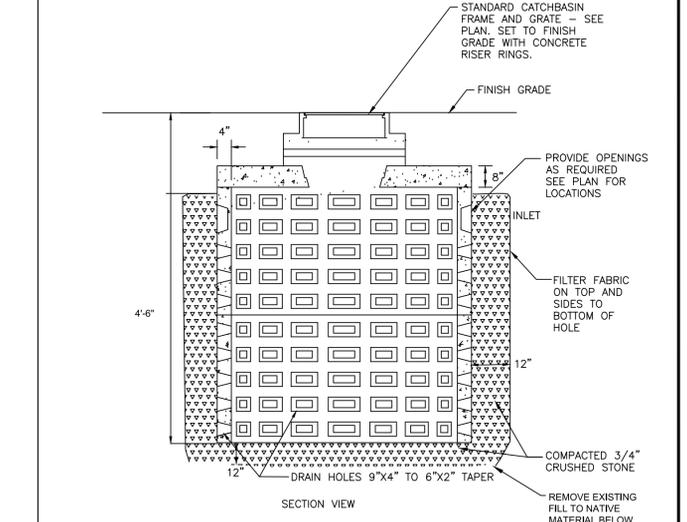 STANDARD CATCHBASIN
FRAME AND GRATE – SEE
PLAN. SET TO FINISH
GRADE WITH CONCRETE
RISER RINGS.
FINISH GRADE
4"
PROVIDE OPENINGS
AS REQUIRED
SEE PLAN FOR
LOCATIONS
8"
INLET
FILTER FABRIC
ON TOP AND
SIDES TO
BOTTOM OF
HOLE
4'-6"
12"
COMPACTED 3/4"
CRUSHED STONE
12"
DRAIN HOLES 9"X4" TO 6"X2" TAPER
SECTION VIEW
REMOVE EXISTING
FILL TO NATIVE
MATERIAL BELOW